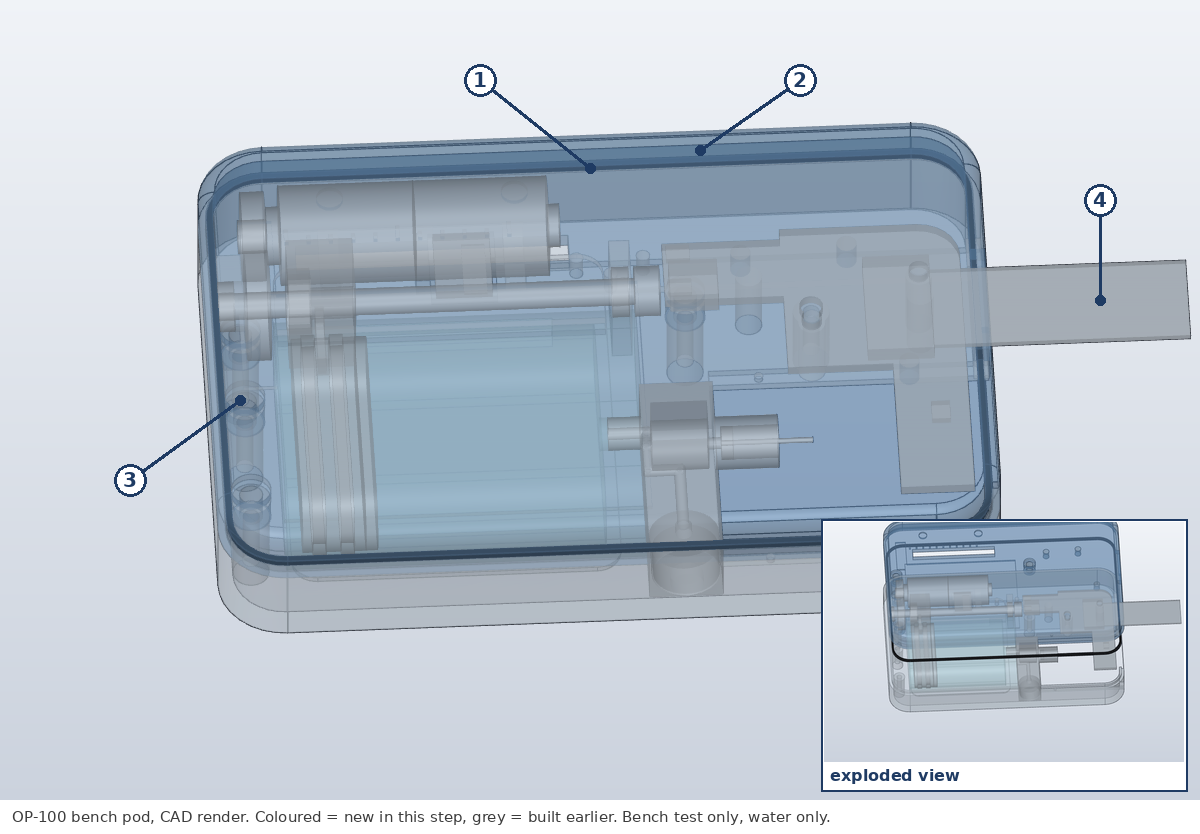 1
2
4
3
exploded view
OP-100 bench pod, CAD render. Coloured = new in this step, grey = built earlier. Bench test only, water only.